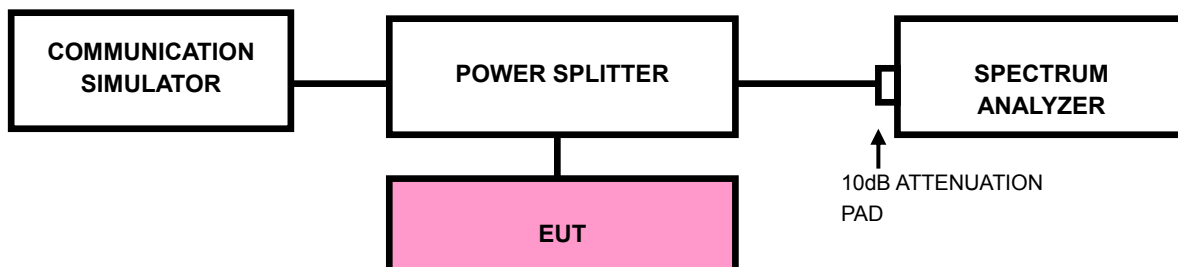 COMMUNICATION
SIMULATOR
POWER SPLITTER
SPECTRUM
ANALYZER
10dB ATTENUATION
PAD
EUT